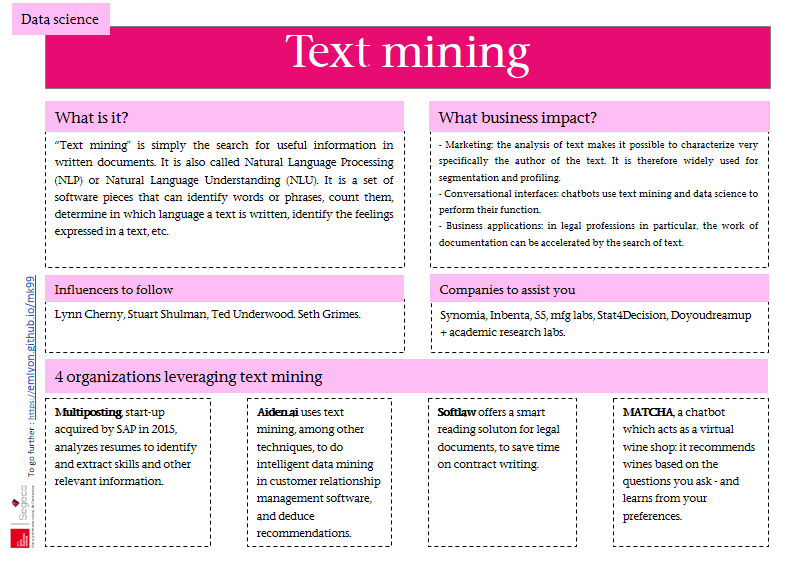 Data science
Text mining
What is it?
"Text mining" is simply the search for useful information in
written documents. It is also called Natural Language Processing
(NLP) or Natural Language Understanding (NLU). It is a set of
software pieces that can identify words or phrases, count them,
determine in which language a text is written, identify the feelings
expressed in a text, etc.
What business impact?
- Marketing: the analysis of text makes it possible to characterize very
specifically the author of the text. It is therefore widely used for
segmentation and profiling.
- Conversational interfaces: chatbots use text mining and data science to
perform their function.
- Business applications: in legal professions in particular, the work of
documentation can be accelerated by the search of text.
Influencers to follow
Lynn Cherny, Stuart Shulman, Ted Underwood. Seth Grimes.
Companies to assist you
Synomia, Inbenta, 55, mfg labs, Stat4Decision, Doyoudreamup
+ academic research labs.
4 organizations leveraging text mining
Multiposting, start-up
acquired by SAP in 2015,
analyzes resumes to identify
and extract skills and other
relevant information.
Aiden.ai uses text
mining, among other
techniques, to do
intelligent data mining
in customer relationship
management software,
and deduce
recommendations.
Softlaw offers a smart
reading soluton for legal
documents, to save time
on contract writing.
MATCHA, a chatbot
which acts as a virtual
wine shop: it recommends
wines based on the
questions you ask - and
learns from your
preferences.
To go further : https://emlyon.github.io/mk99
Segeco